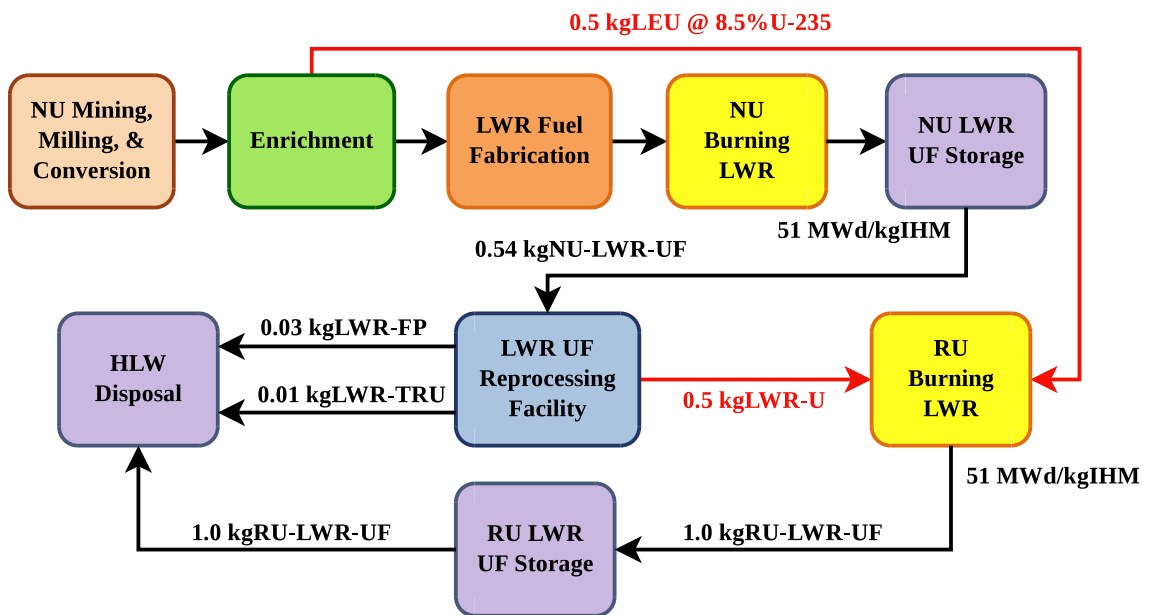 0.5 kgLEU @ 8.5%U-235
NU Mining,
Milling, &
Conversion
Enrichment
LWR Fuel
Fabrication
NU
Burning
LWR
NU LWR
UF Storage
51 MWd/kgIHM
0.54 kgNU-LWR-UF
HLW
Disposal
0.03 kgLWR-FP
0.01 kgLWR-TRU
LWR UF
Reprocessing
Facility
0.5 kgLWR-U
RU
Burning
LWR
51 MWd/kgIHM
1.0 kgRU-LWR-UF
RU LWR
UF Storage
1.0 kgRU-LWR-UF